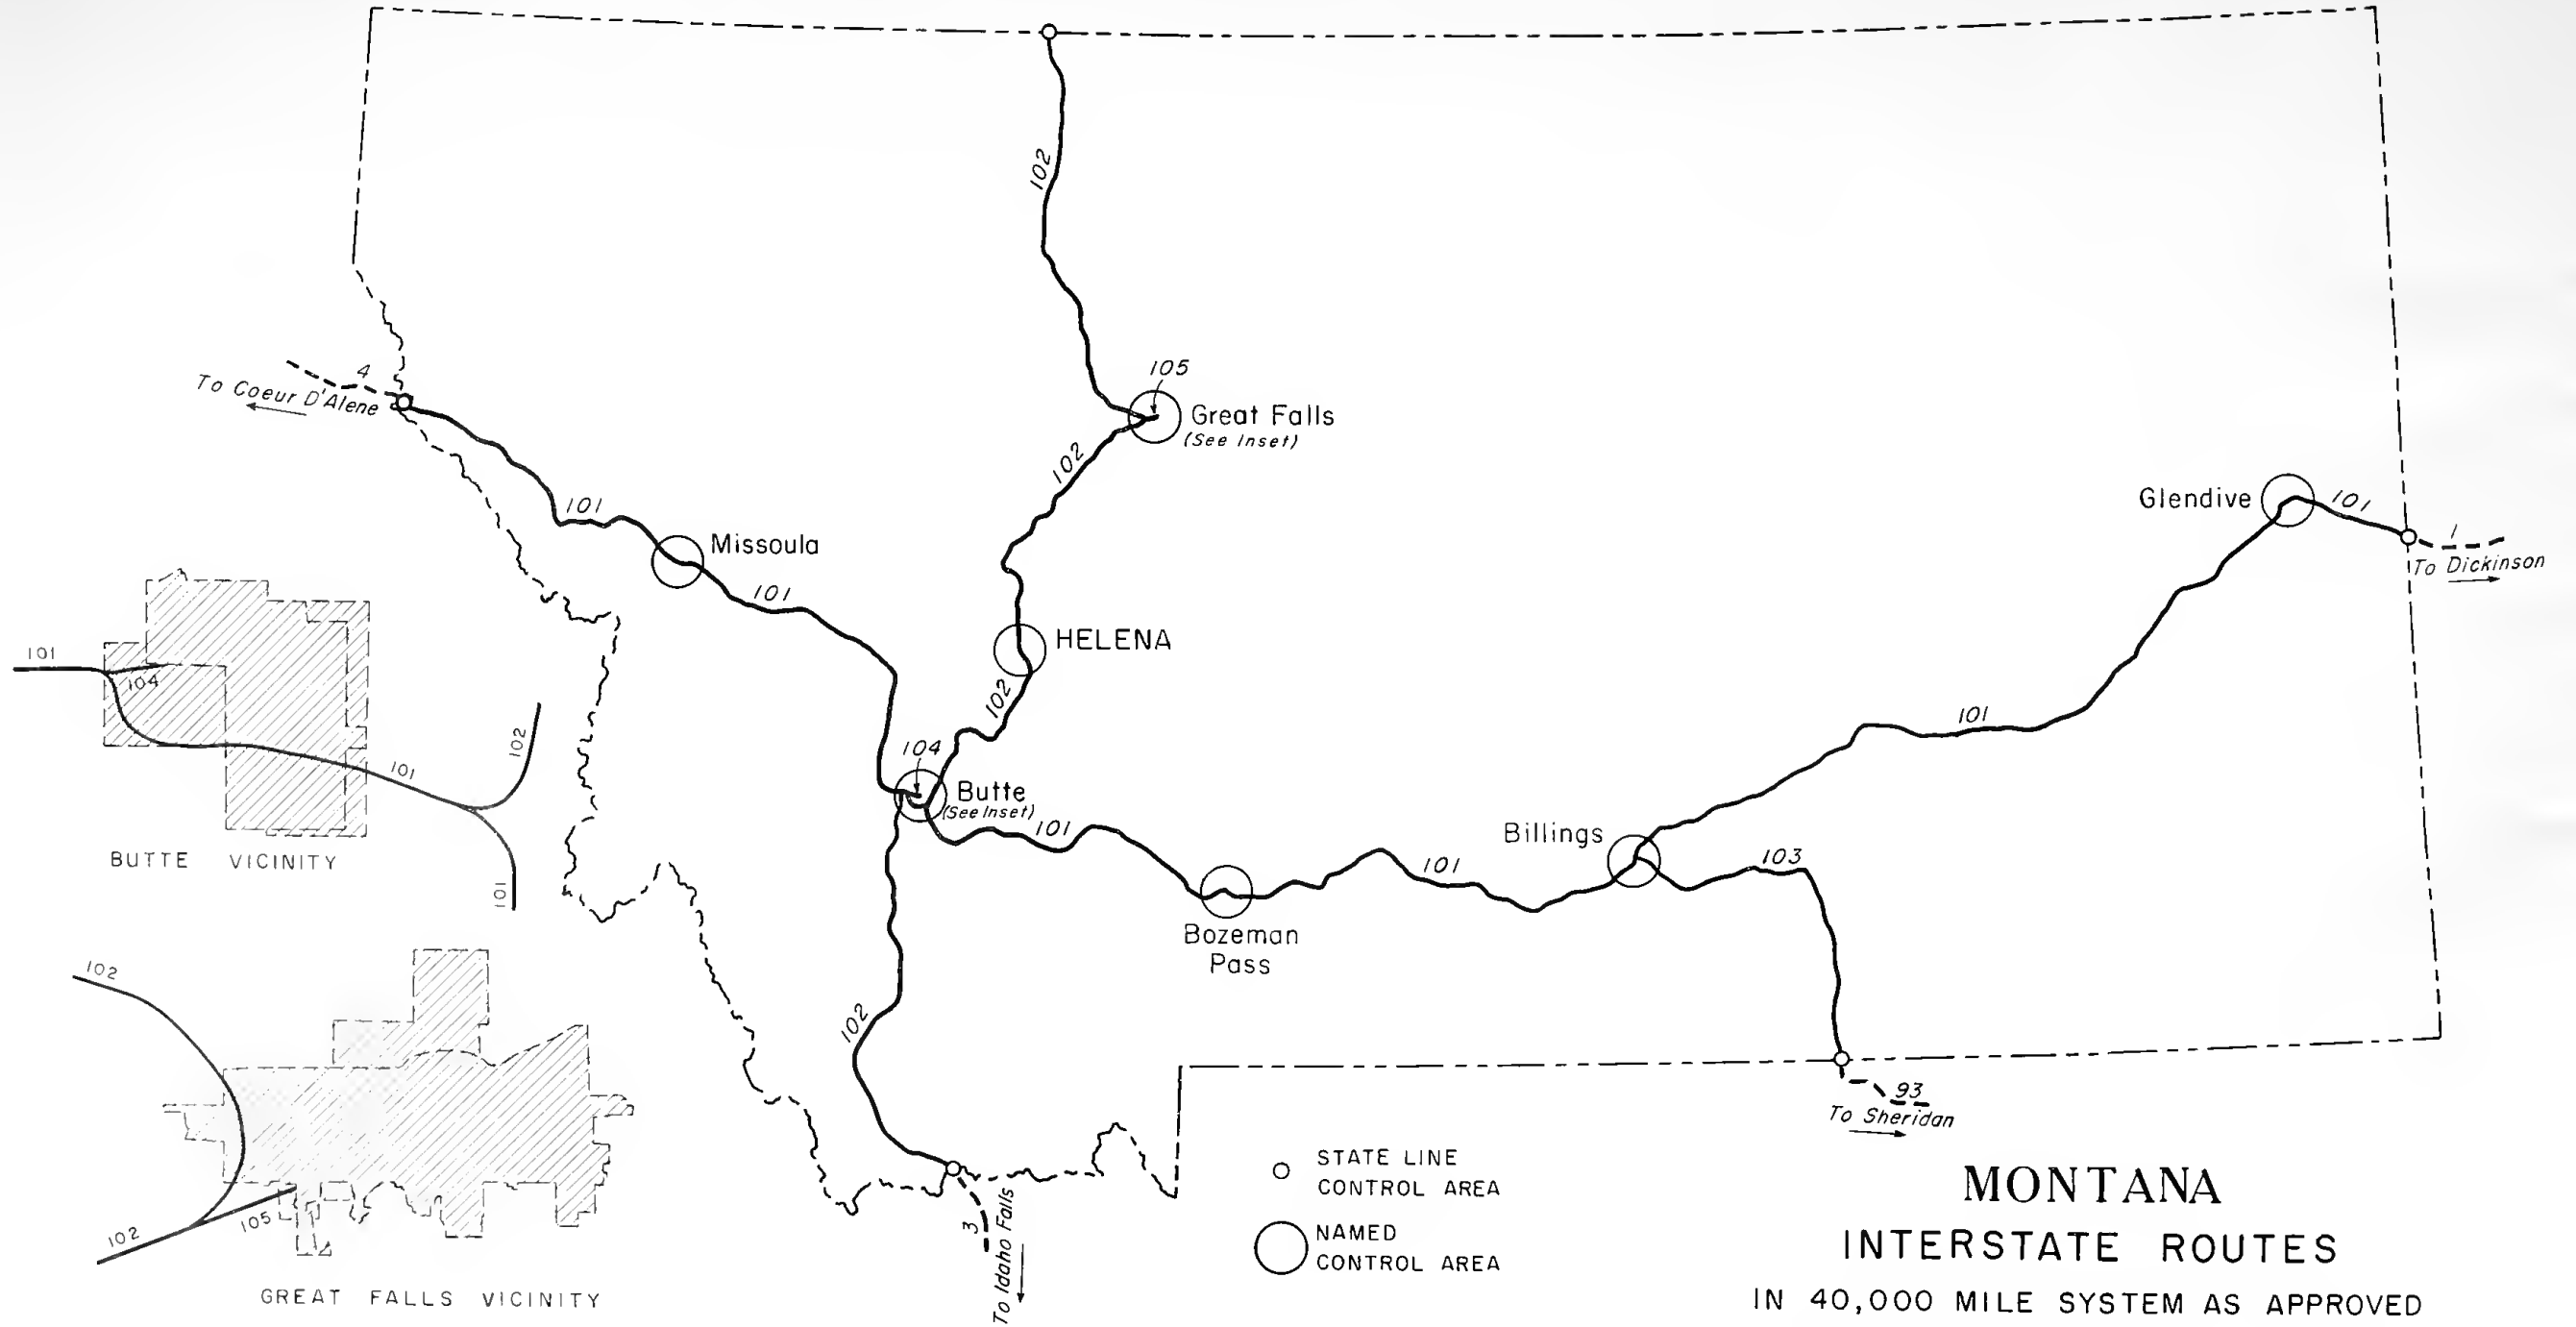 102
105
4
To Coeur D'Alene
Great Falls
(See Inset)
102
101
Glendive
101
1
To Dickinson
Missoula
101
HELENA
102
101
104
Butte
(See Inset)
101
Billings
101
103
Bozeman
Pass
102
93
To Sheridan
3
To Idaho Falls
101
104
102
101
101
BUTTE VICINITY
102
105
102
GREAT FALLS VICINITY
STATE LINE
CONTROL AREA
NAMED
CONTROL AREA
MONTANA
INTERSTATE ROUTES
IN 40,000 MILE SYSTEM AS APPROVED